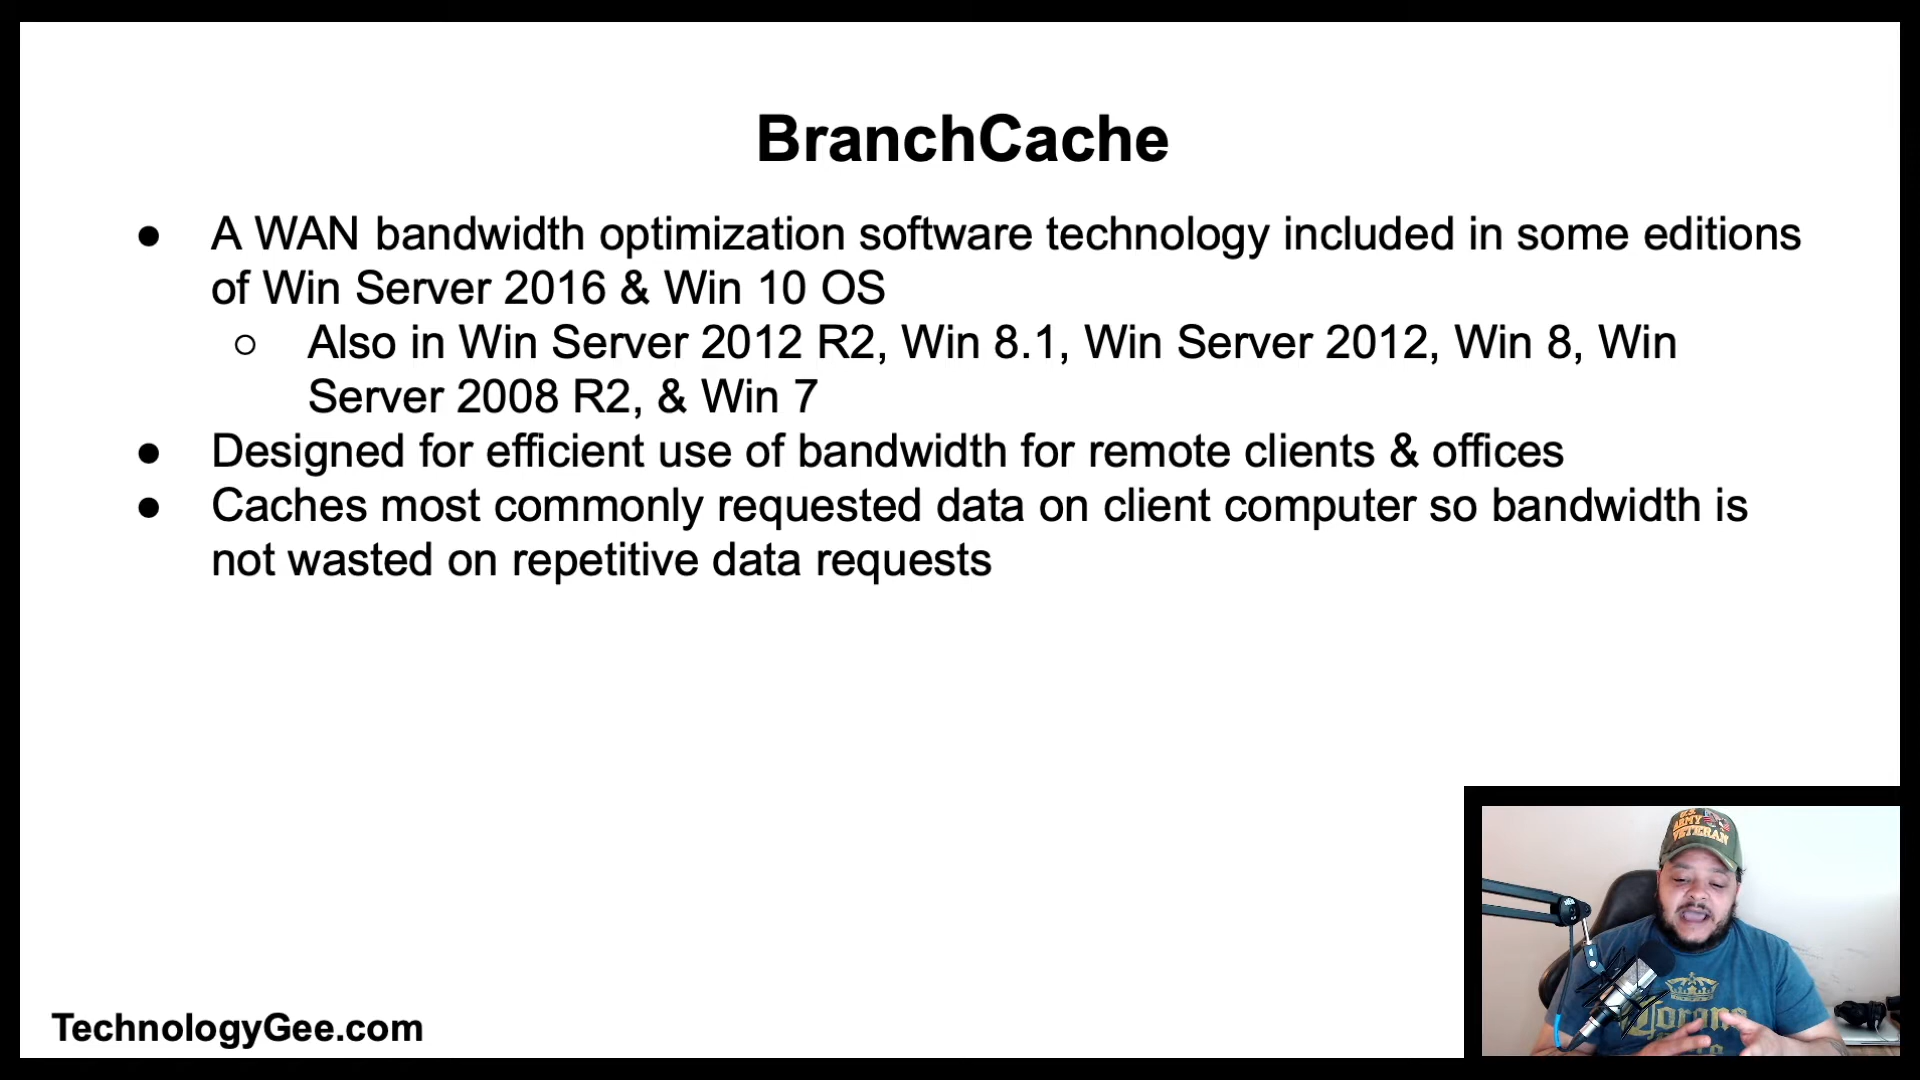 BranchCache
● A WAN bandwidth optimization software technology included in some editions
of Win Server 2016 & Win 10 OS
○ Also in Win Server 2012 R2, Win 8.1, Win Server 2012, Win 8, Win
Server 2008 R2, & Win 7
● Designed for efficient use of bandwidth for remote clients & offices
● Caches most commonly requested data on client computer so bandwidth is
not wasted on repetitive data requests
U.S.
ARMY
VETERAN
Corona
TechnologyGee.com